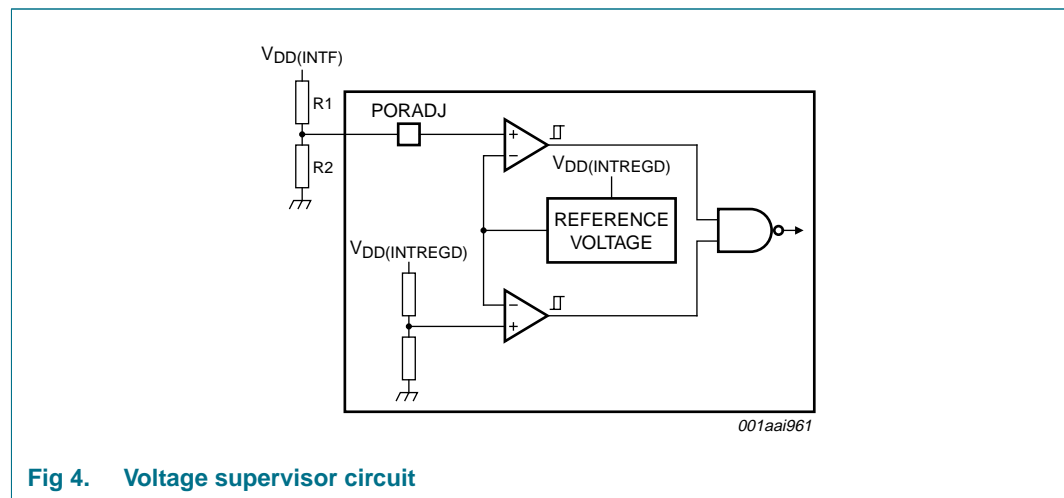 VDD(INTF)
R1
PORADJ
+
−
R2
VDD(INTREGD)
REFERENCE
VOLTAGE
VDD(INTREGD)
−
+
001aai961
Fig 4. Voltage supervisor circuit